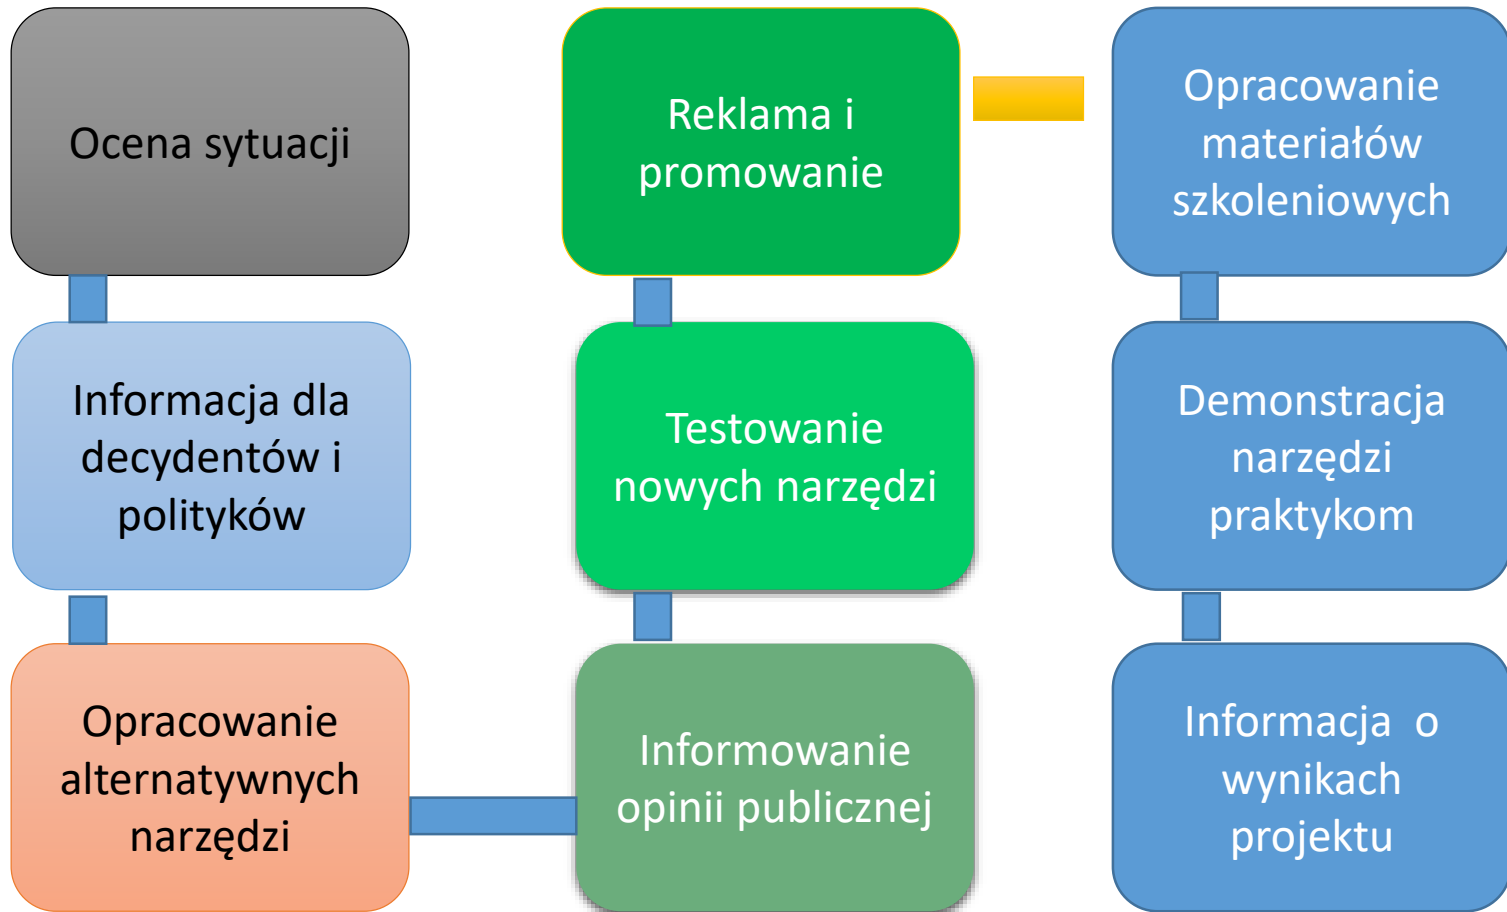 Ocena sytuacji
Informacja dla
decydentów i
polityków
Opracowanie
alternatywnych
narzędzi
Informowanie
opinii publicznej
Testowanie
nowych narzędzi
Reklama i
promowanie
Opracowanie
materiałów
szkoleniowych
Demonstracja
narzędzi
praktykom
Informacja  o
wynikach
projektu